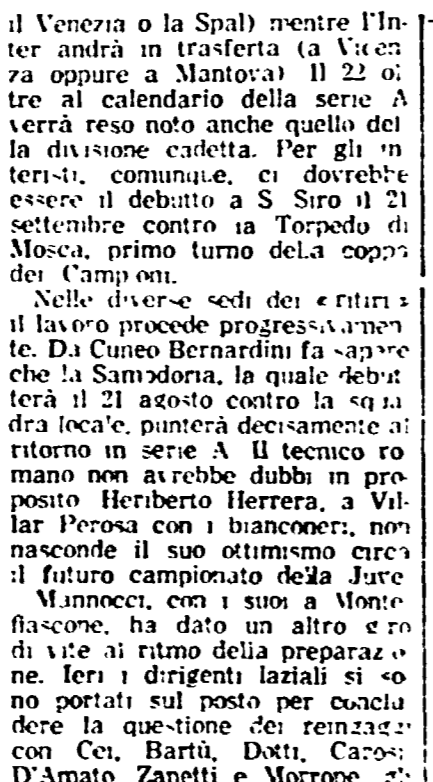 il Venezia o la Spal) mentre l'In-
ter andrà in trasferta (a Vicen
za oppure a Mantova) Il 22 ol
tre al calendario della serie A
verrà reso noto anche quello del
la divisione cadetta. Per gli in
teristi, comunque, ci dovrebbe
essere il debutto a S Siro il 21
settembre contro la Torpedo di
Mosca, primo turno della coppa
dei Campioni.
Nelle diverse sedi dei « ritiri »
il lavoro procede progressivamen
te. Da Cuneo Bernardini fa sapere
che la Sampdoria, la quale debut
terà il 21 agosto contro la squa
dra locale, punterà decisamente al
ritorno in serie A Il tecnico ro
mano non avrebbe dubbi in pro-
posito Heriberto Herrera, a Vil-
lar Perosa con i bianconeri, non
nasconde il suo ottimismo circa
il futuro campionato della Juve
Mannocci, con i suoi a Monte
fiascone, ha dato un altro giro
di vite al ritmo della preparazio
ne. Ieri i dirigenti laziali si so
no portati sul posto per conclu
dere la questione dei reingaggi
con Cei, Bartù, Dotti, Carosi
D'Amato Zanetti e Morrone gli